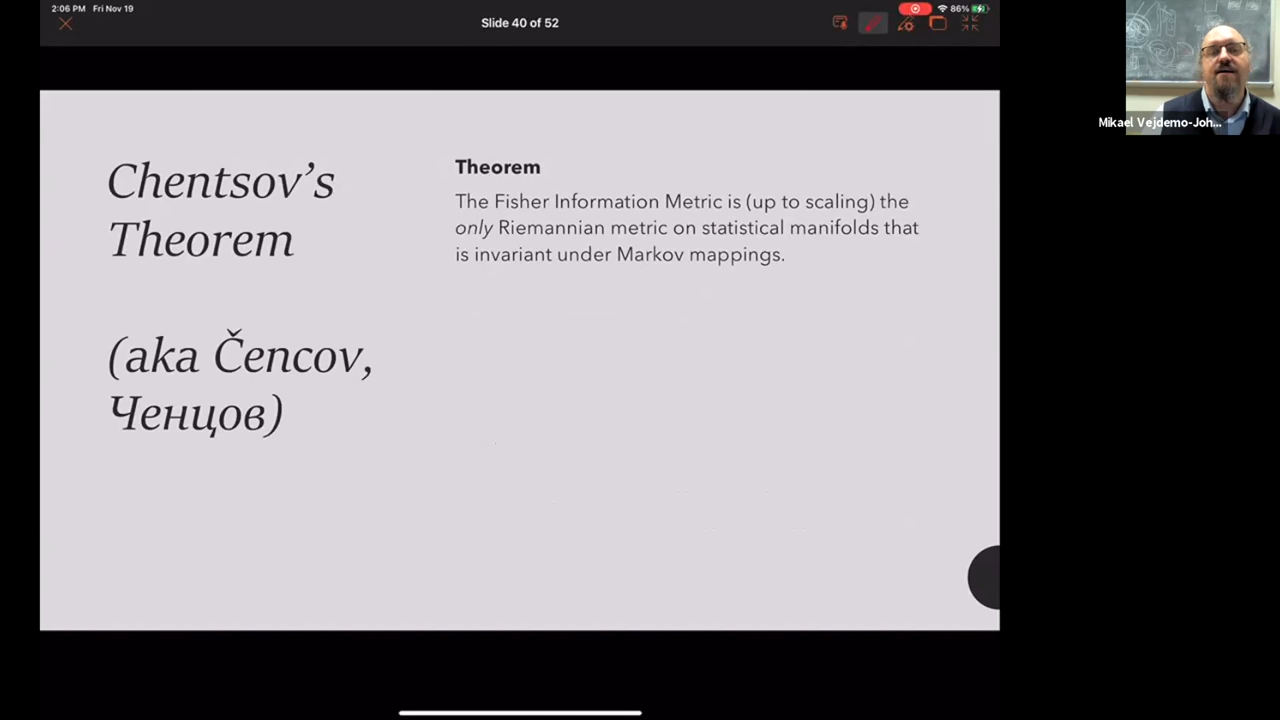 2:06 PM Fri Nov 19
Slide 40 of 52
86%
Mikael Vejdemo-Joh...
Chentsov’s
Theorem
(aka Čencov,
Ченцов)
Theorem
The Fisher Information Metric is (up to scaling) the
only Riemannian metric on statistical manifolds that
is invariant under Markov mappings.